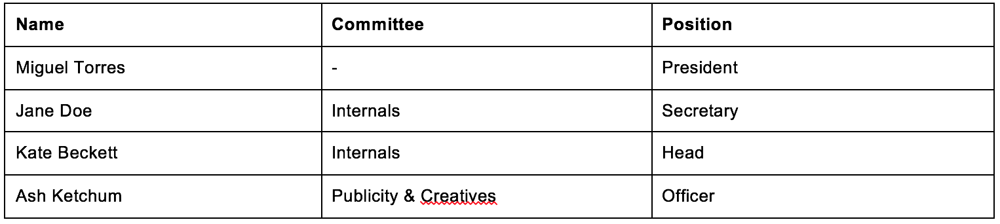 Name Committee Position
Miguel Torres - President
Jane Doe Internals Secretary
Kate Beckett Internals Head
Ash Ketchum Publicity & Creatives Officer